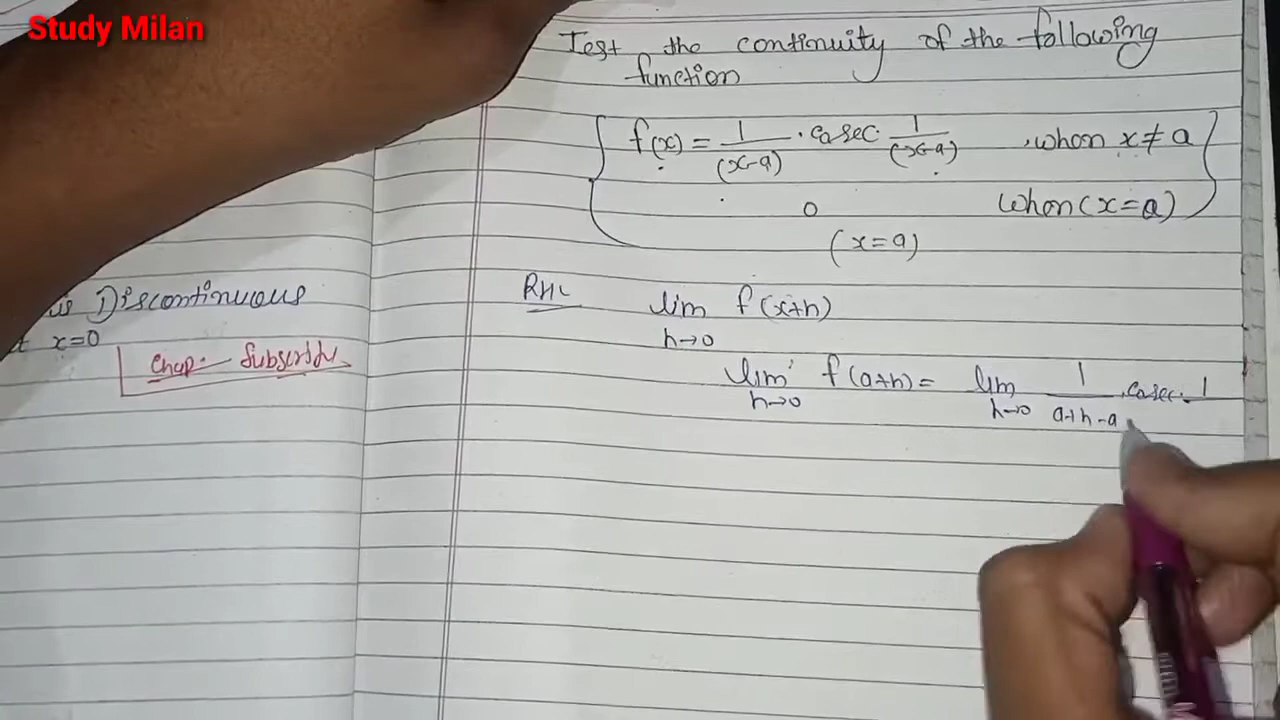 Study Milan
Test the continuity of the following
function
f(x) = 1/(x-a) · cosec · 1/(x-a) , when x ≠ a
0 when (x=a)
(x=a)
is Discontinuous
x=0
Subscribe
RHL lim f(x+h)
h→0
lim f(a+h) = lim 1/(a+h-a) · cosec · 1
h→0 h→0